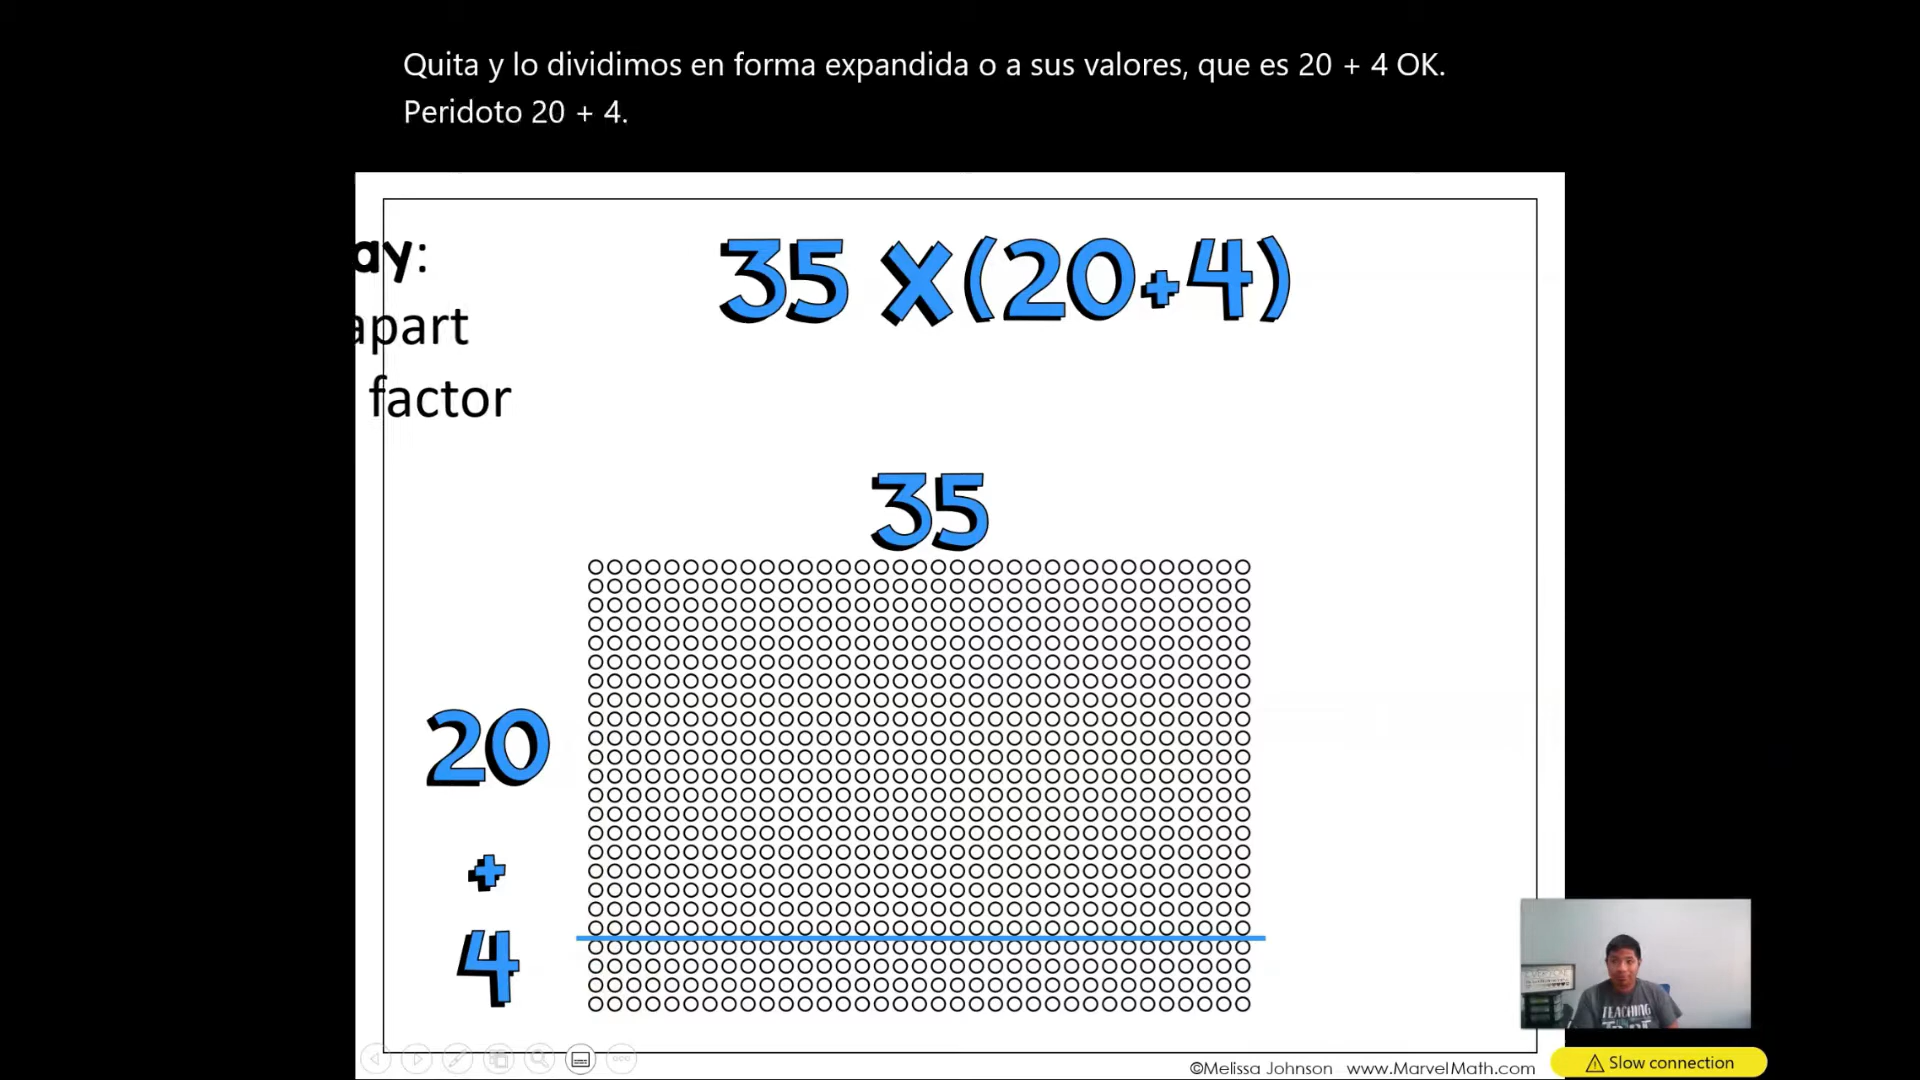 Quita y lo dividimos en forma expandida o a sus valores, que es 20 + 4 OK.
Peridoto 20 + 4.
ay:
apart
factor
35 x(20+4)
35
20
+
4
TEACHING
©Melissa Johnson www.MarvelMath.com
Slow connection